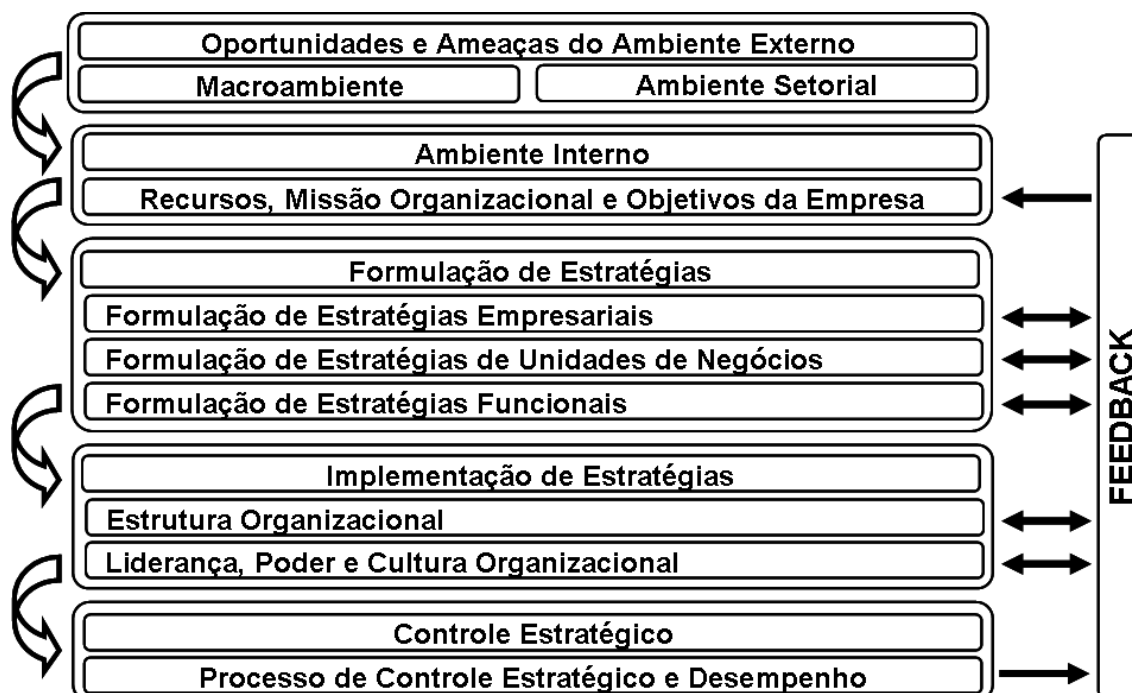 Oportunidades e Ameaças do Ambiente Externo
Macroambiente
Ambiente Setorial
Ambiente Interno
Recursos, Missão Organizacional e Objetivos da Empresa
Formulação de Estratégias
Formulação de Estratégias Empresariais
Formulação de Estratégias de Unidades de Negócios
Formulação de Estratégias Funcionais
Implementação de Estratégias
Estrutura Organizacional
Liderança, Poder e Cultura Organizacional
Controle Estratégico
Processo de Controle Estratégico e Desempenho
FEEDBACK